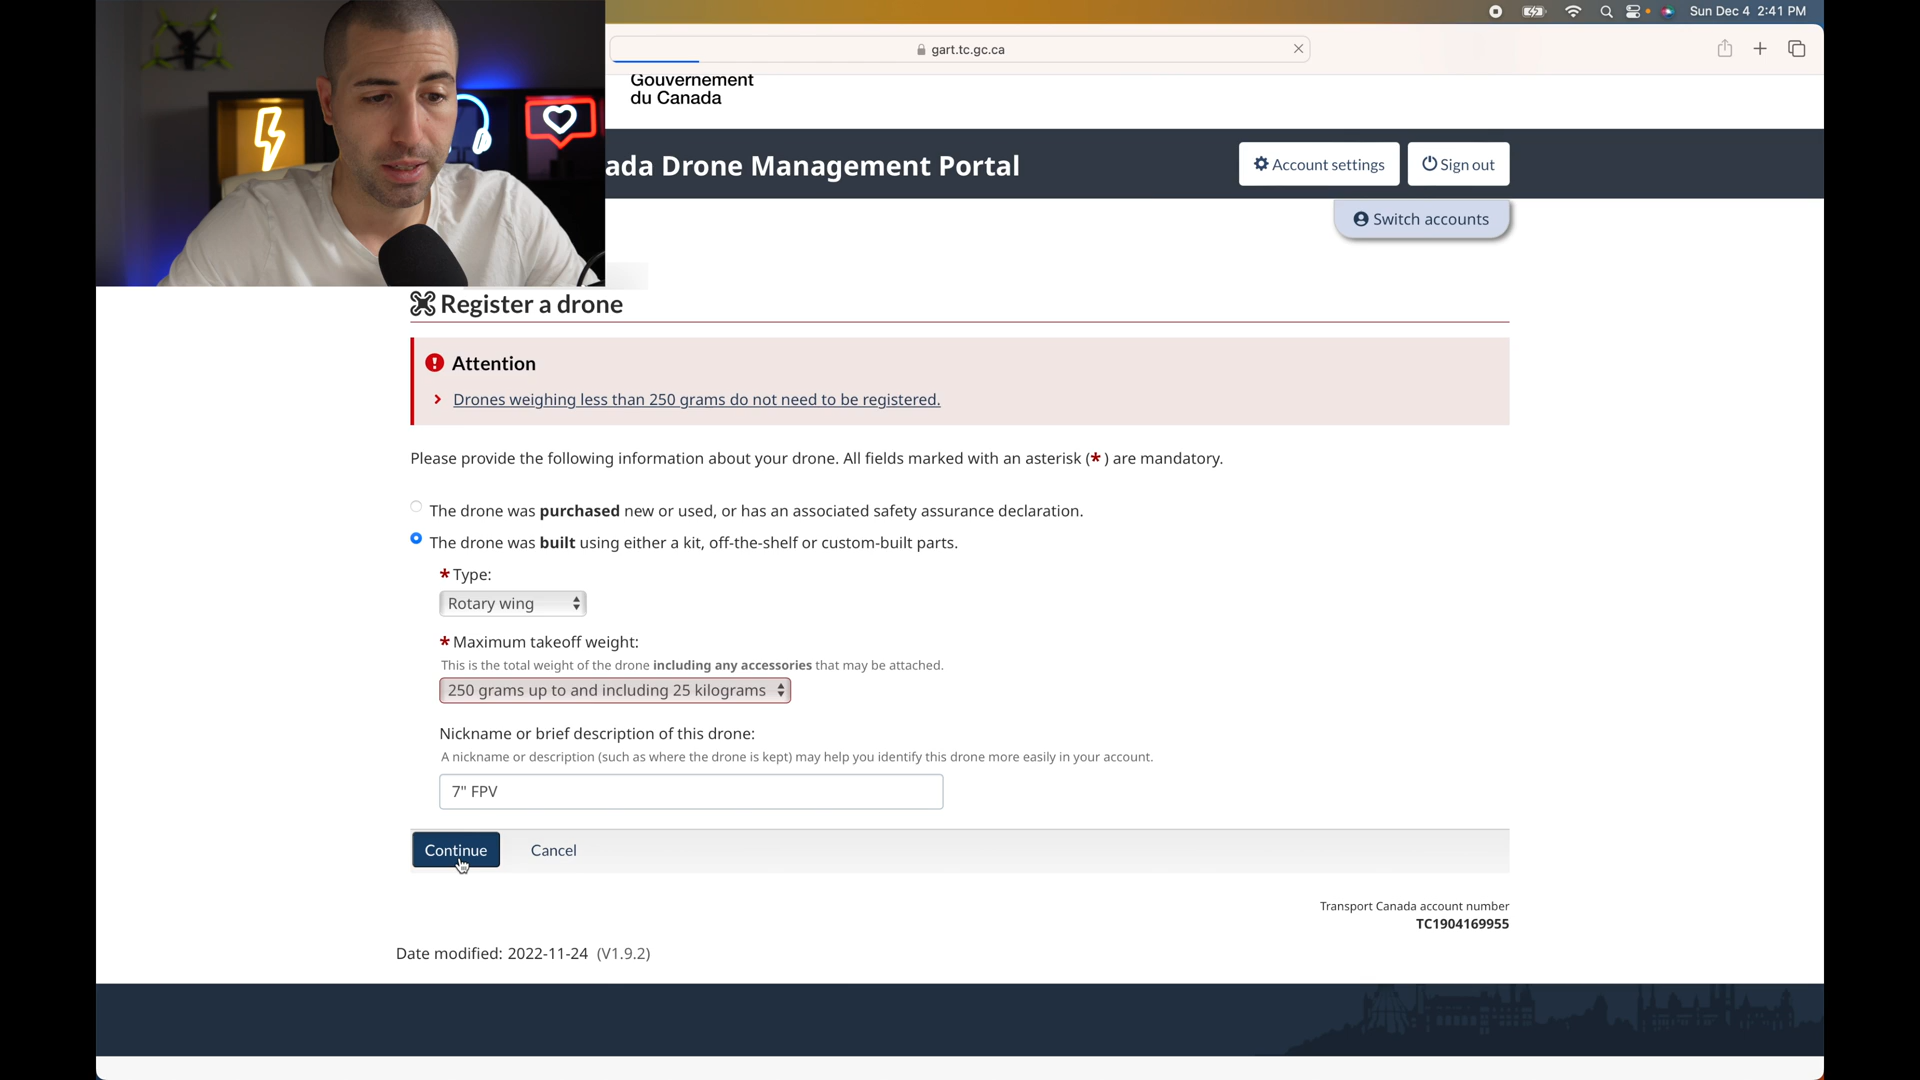 Sun Dec 4 2:41 PM
gart.tc.gc.ca
Gouvernement
du Canada
ada Drone Management Portal
Account settings
Sign out
Switch accounts
Register a drone
Attention
Drones weighing less than 250 grams do not need to be registered.
Please provide the following information about your drone. All fields marked with an asterisk (* ) are mandatory.
The drone was purchased new or used, or has an associated safety assurance declaration.
The drone was built using either a kit, off-the-shelf or custom-built parts.
* Type:
Rotary wing
* Maximum takeoff weight:
This is the total weight of the drone including any accessories that may be attached.
250 grams up to and including 25 kilograms
Nickname or brief description of this drone:
A nickname or description (such as where the drone is kept) may help you identify this drone more easily in your account.
7" FPV
Continue
Cancel
Transport Canada account number
TC1904169955
Date modified: 2022-11-24 (V1.9.2)